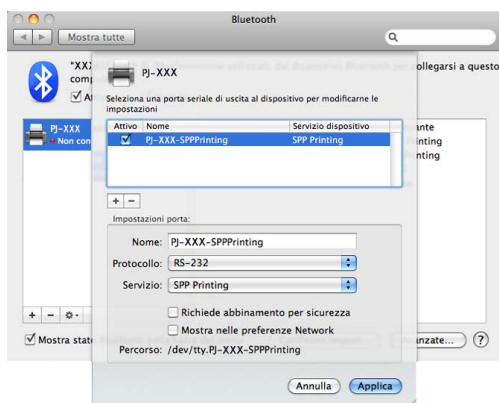 Bluetooth
Mostra tutte
"XX
comp
PJ-XXX
ollegarsi a questo
Seleziona una porta seriale di uscita al dispositivo per modificarne le
impostazioni
Attivo Nome Servizio dispositivo
PJ-XXX-SPPPrinting SPP Printing
PJ-XXX
Non con
ante
inting
nting
+ −
Impostazioni porta:
Nome: PJ-XXX-SPPPrinting
Protocollo: RS-232
Servizio: SPP Printing
Richiede abbinamento per sicurezza
Mostra nelle preferenze Network
Percorso: /dev/tty.PJ-XXX-SPPPrinting
+ −
Mostra stat
anzate...
?
Annulla Applica